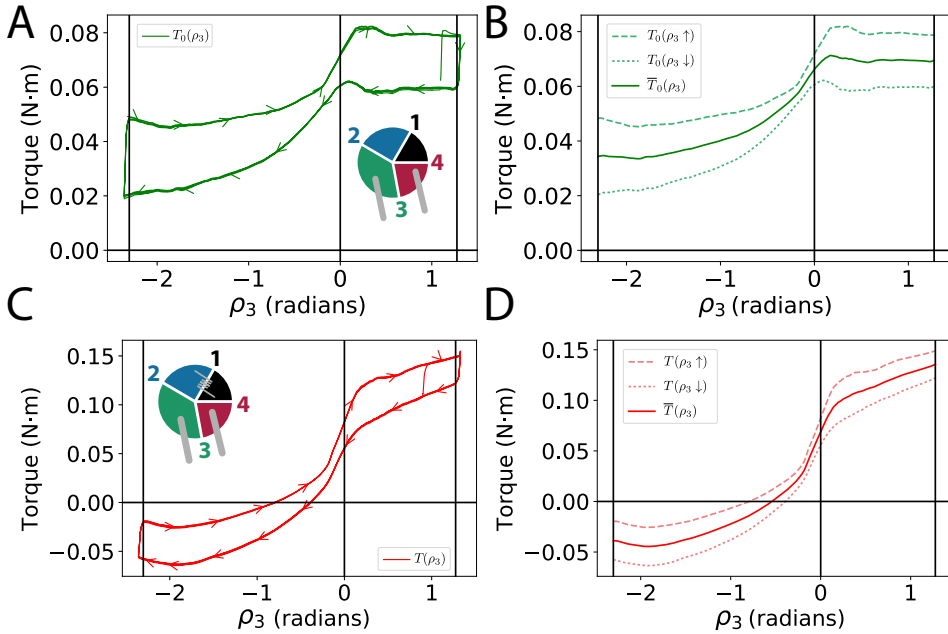 A
0.08
0.06
0.04
0.02
0.00
Torque (N·m)
T₀(ρ₃)
1
2
4
3
−2
−1
0
1
ρ₃ (radians)
B
0.08
0.06
0.04
0.02
0.00
Torque (N·m)
T₀(ρ₃ ↑)
T₀(ρ₃ ↓)
T̅₀(ρ₃)
−2
−1
0
1
ρ₃ (radians)
C
0.15
0.10
0.05
0.00
−0.05
Torque (N·m)
1
2
4
3
T(ρ₃)
−2
−1
0
1
ρ₃ (radians)
D
0.15
0.10
0.05
0.00
−0.05
Torque (N·m)
T(ρ₃ ↑)
T(ρ₃ ↓)
T̅(ρ₃)
−2
−1
0
1
ρ₃ (radians)